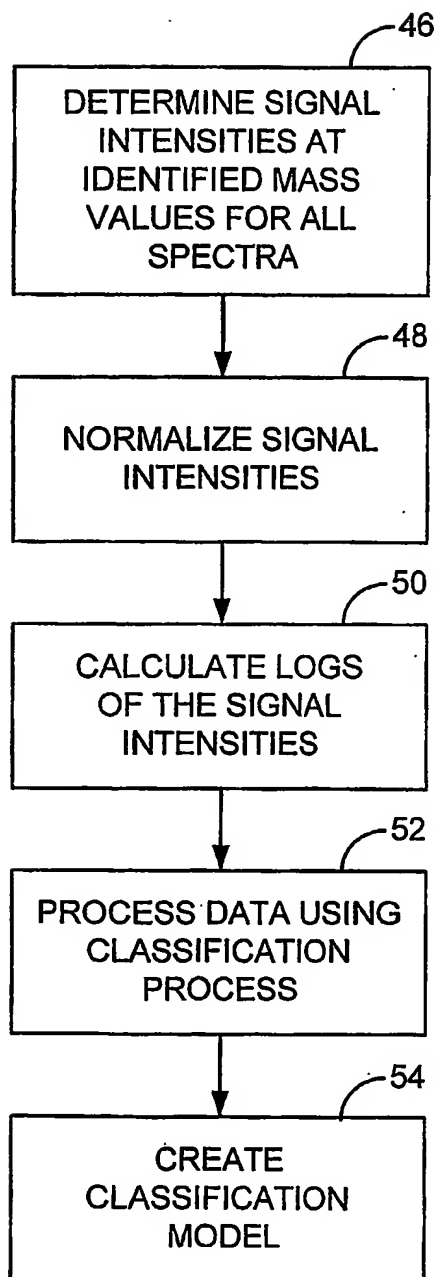 46
DETERMINE SIGNAL
INTENSITIES AT
IDENTIFIED MASS
VALUES FOR ALL
SPECTRA
48
NORMALIZE SIGNAL
INTENSITIES
50
CALCULATE LOGS
OF THE SIGNAL
INTENSITIES
52
PROCESS DATA USING
CLASSIFICATION
PROCESS
54
CREATE
CLASSIFICATION
MODEL